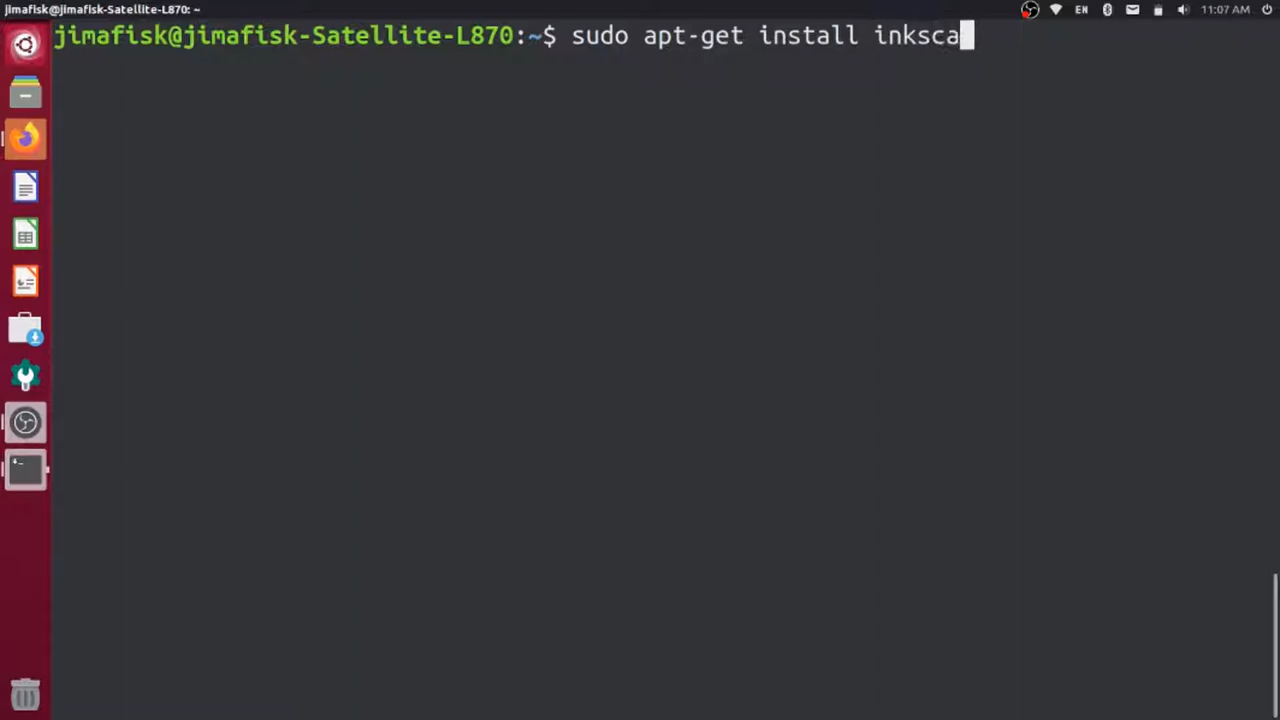 jimafisk@jimafisk-Satellite-L870: ~
EN
11:07 AM
jimafisk@jimafisk-Satellite-L870:~$ sudo apt-get install inksca